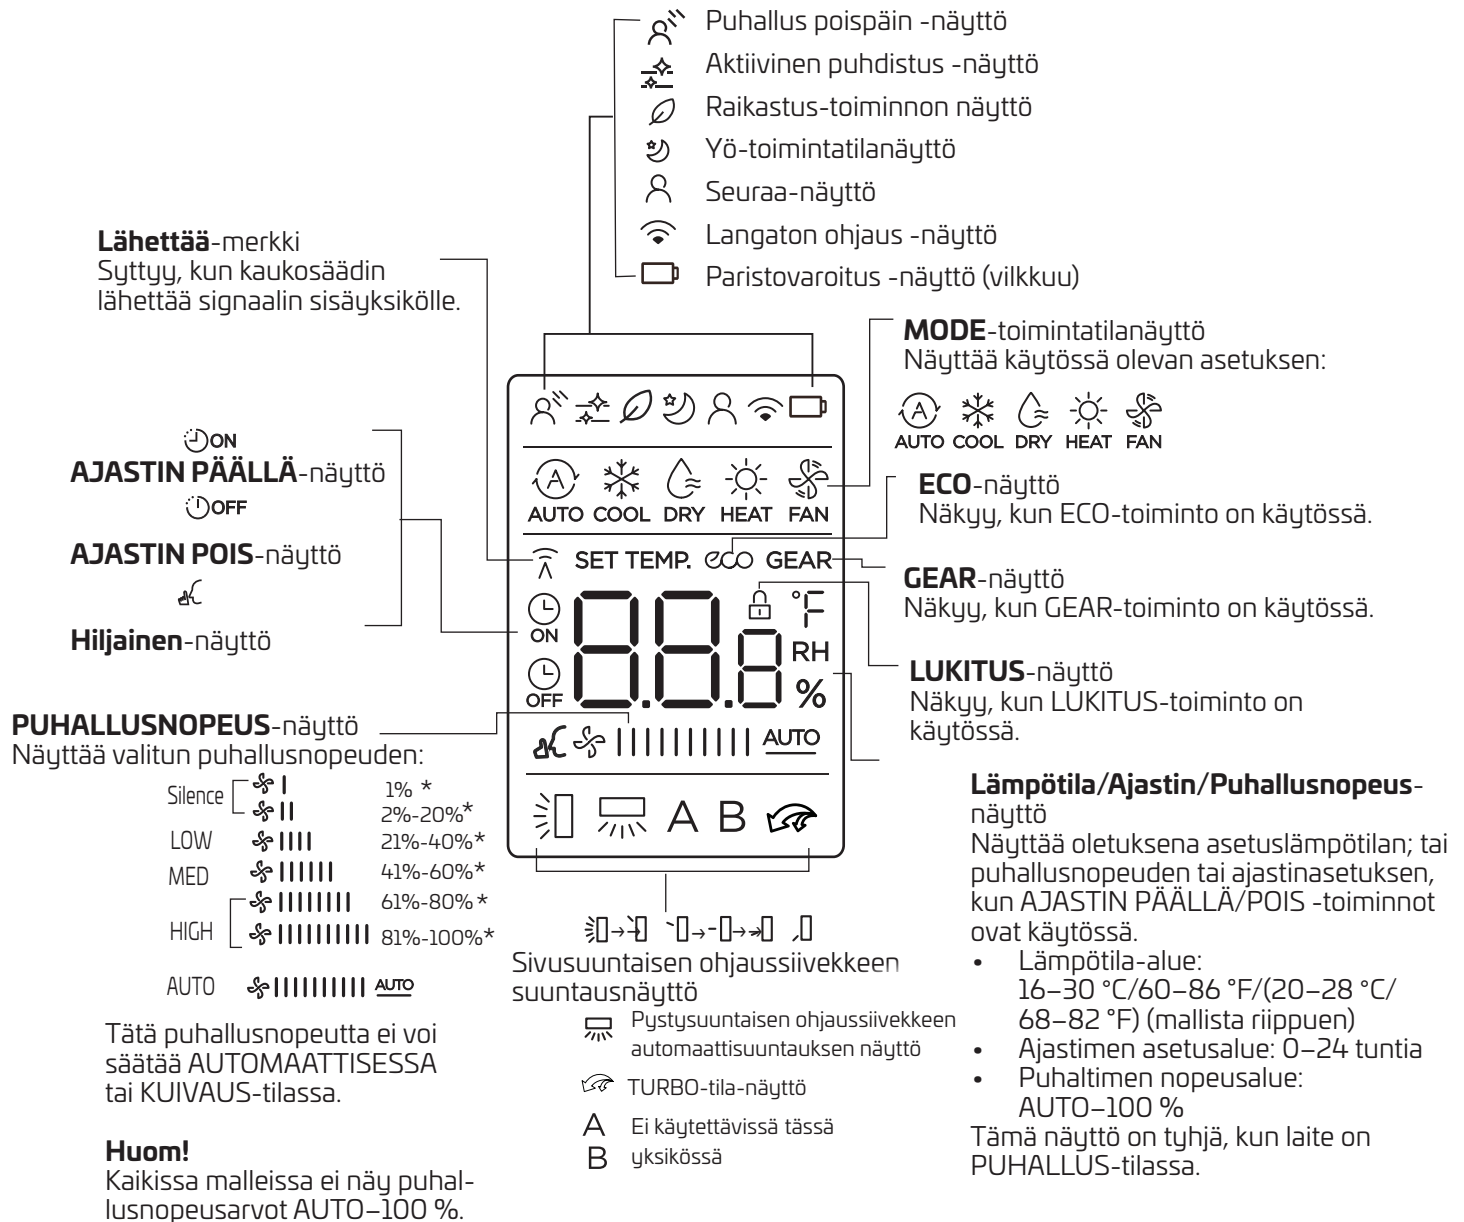 Puhallus poispäin -näyttö
Aktiivinen puhdistus -näyttö
Raikastus-toiminnon näyttö
Yö-toimintatilanäyttö
Seuraa-näyttö
Langaton ohjaus -näyttö
Paristovaroitus -näyttö (vilkkuu)
Lähettää-merkki
Syttyy, kun kaukosäädin
lähettää signaalin sisäyksikölle.
ON
AJASTIN PÄÄLLÄ-näyttö
OFF
AJASTIN POIS-näyttö
Hiljainen-näyttö
PUHALLUSNOPEUS-näyttö
Näyttää valitun puhallusnopeuden:
Silence
1% *
2%-20%*
LOW 21%-40%*
MED 41%-60%*
61%-80%*
HIGH
81%-100%*
AUTO AUTO
Tätä puhallusnopeutta ei voi
säätää AUTOMAATTISESSA
tai KUIVAUS-tilassa.
Huom!
Kaikissa malleissa ei näy puhal-
lusnopeusarvot AUTO–100 %.
AUTO COOL DRY HEAT FAN
SET TEMP. eco GEAR
ON
88.8
°F
RH
OFF
%
AUTO
A B
Sivusuuntaisen ohjaussiivekkeen
suuntausnäyttö
Pystysuuntaisen ohjaussiivekkeen
automaattisuuntauksen näyttö
TURBO-tila-näyttö
A Ei käytettävissä tässä
B yksikössä
MODE-toimintatilanäyttö
Näyttää käytössä olevan asetuksen:
AUTO COOL DRY HEAT FAN
ECO-näyttö
Näkyy, kun ECO-toiminto on käytössä.
GEAR-näyttö
Näkyy, kun GEAR-toiminto on käytössä.
LUKITUS-näyttö
Näkyy, kun LUKITUS-toiminto on
käytössä.
Lämpötila/Ajastin/Puhallusnopeus-
näyttö
Näyttää oletuksena asetuslämpötilan; tai
puhallusnopeuden tai ajastinasetuksen,
kun AJASTIN PÄÄLLÄ/POIS -toiminnot
ovat käytössä.
• Lämpötila-alue:
16–30 °C/60–86 °F/(20–28 °C/
68–82 °F) (mallista riippuen)
• Ajastimen asetusalue: 0–24 tuntia
• Puhaltimen nopeusalue:
AUTO–100 %
Tämä näyttö on tyhjä, kun laite on
PUHALLUS-tilassa.